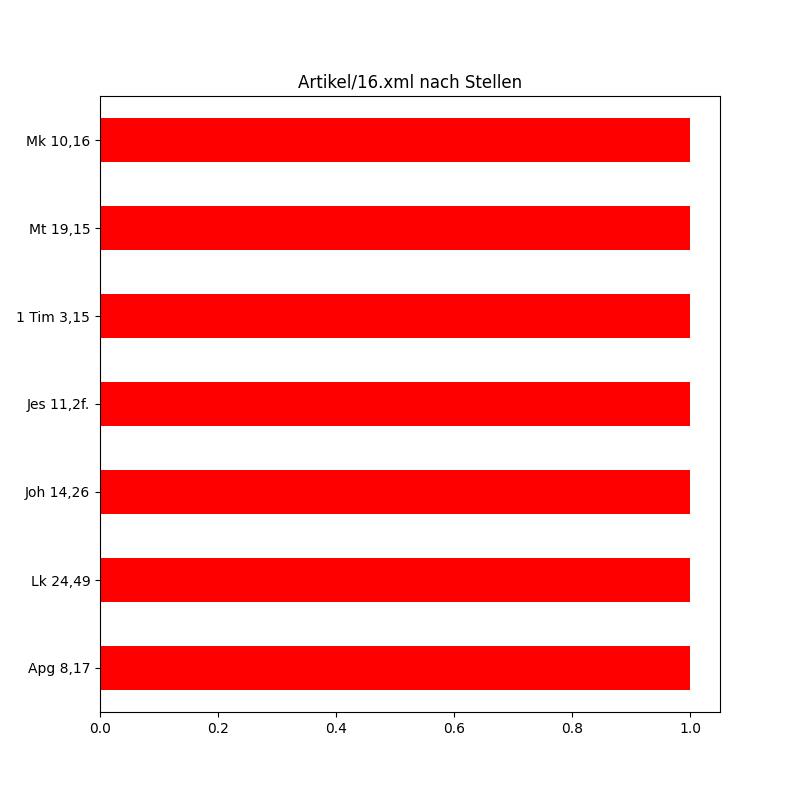 Artikel/16.xml nach Stellen
Mk 10,16
Mt 19,15
1 Tim 3,15
Jes 11,2f.
Joh 14,26
Lk 24,49
Apg 8,17
0.0 0.2 0.4 0.6 0.8 1.0